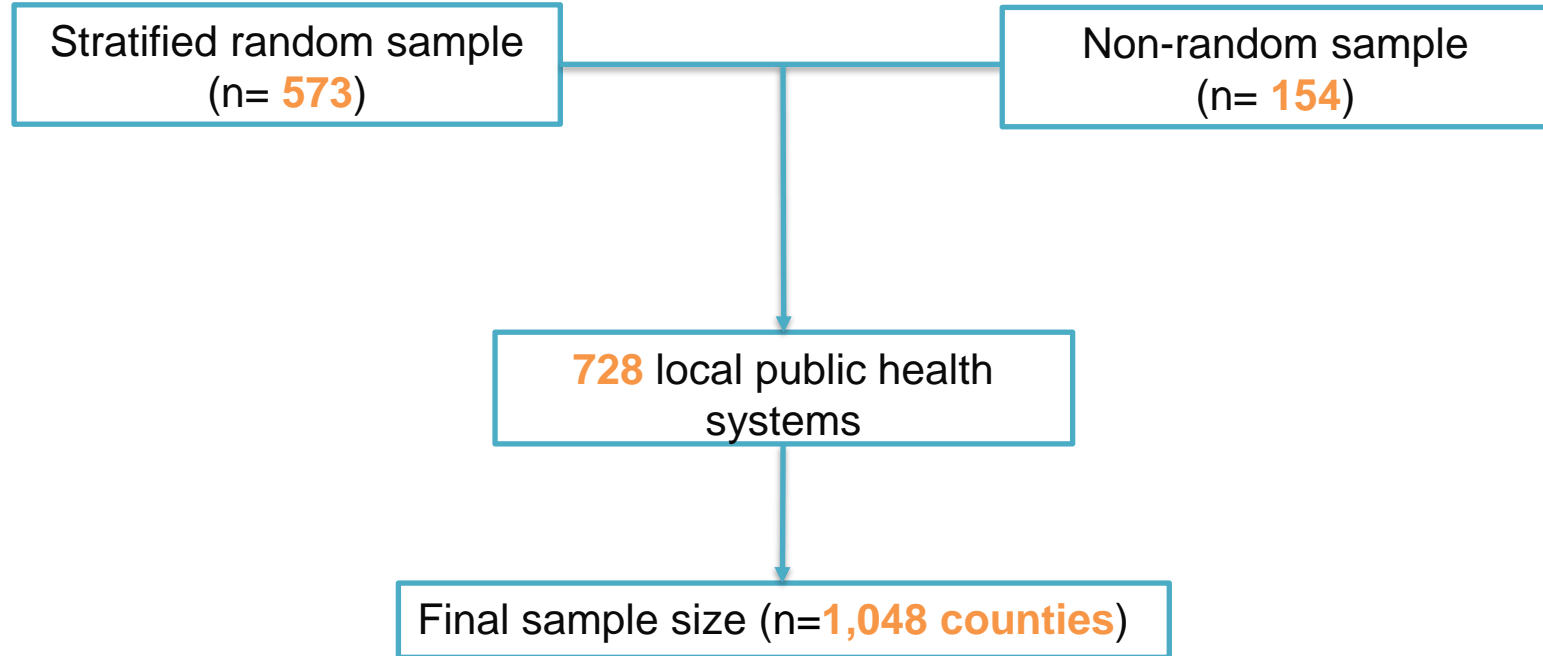 Stratified random sample
(n= 573)
Non-random sample
(n= 154)
728 local public health
systems
Final sample size (n=1,048 counties)